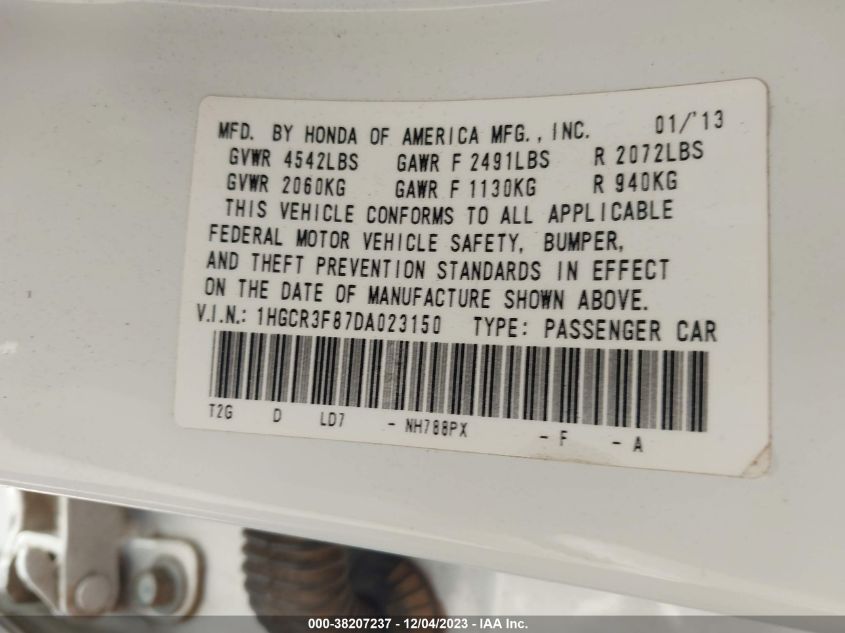 MFD. BY HONDA OF AMERICA MFG., INC. 01/'13
GVWR 4542LBS GAWR F 2491LBS R 2072LBS
GVWR 2060KG GAWR F 1130KG R 940KG
THIS VEHICLE CONFORMS TO ALL APPLICABLE
FEDERAL MOTOR VEHICLE SAFETY, BUMPER,
AND THEFT PREVENTION STANDARDS IN EFFECT
ON THE DATE OF MANUFACTURE SHOWN ABOVE.
V.I.N.: 1HGCR3F87DA023150 TYPE: PASSENGER CAR
T2G D LD7 - NH788PX - F - A
000-38207237 - 12/04/2023 - IAA Inc.